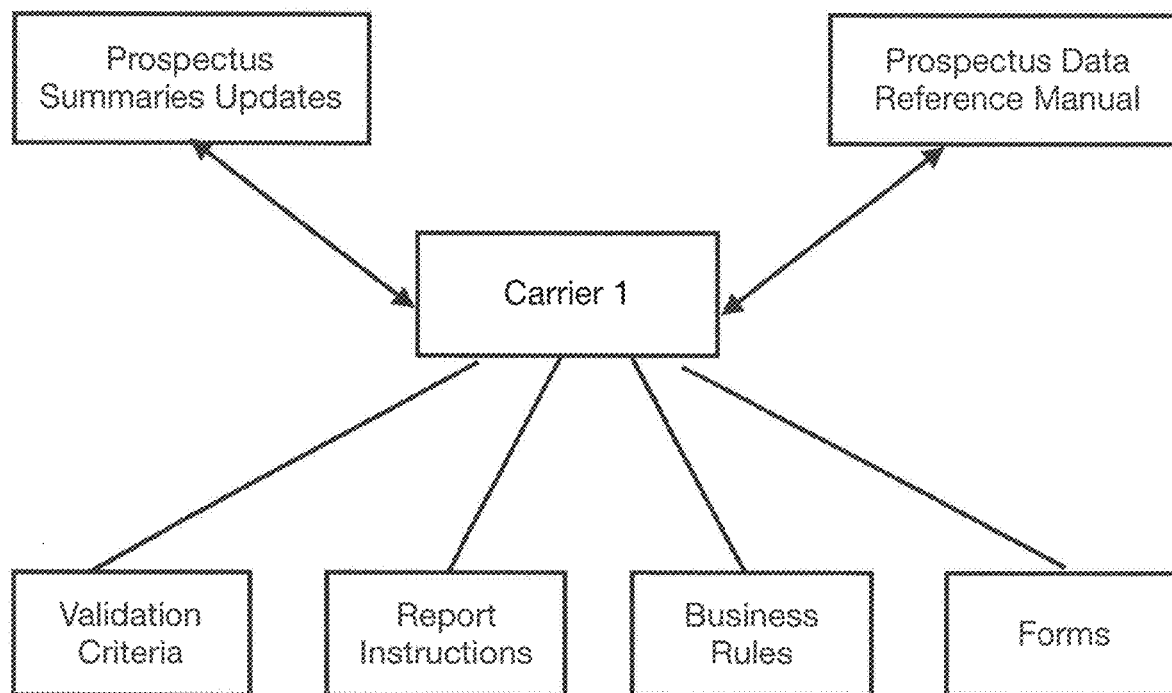 Prospectus
Summaries Updates
Prospectus Data
Reference Manual
Carrier 1
Validation
Criteria
Report
Instructions
Business
Rules
Forms